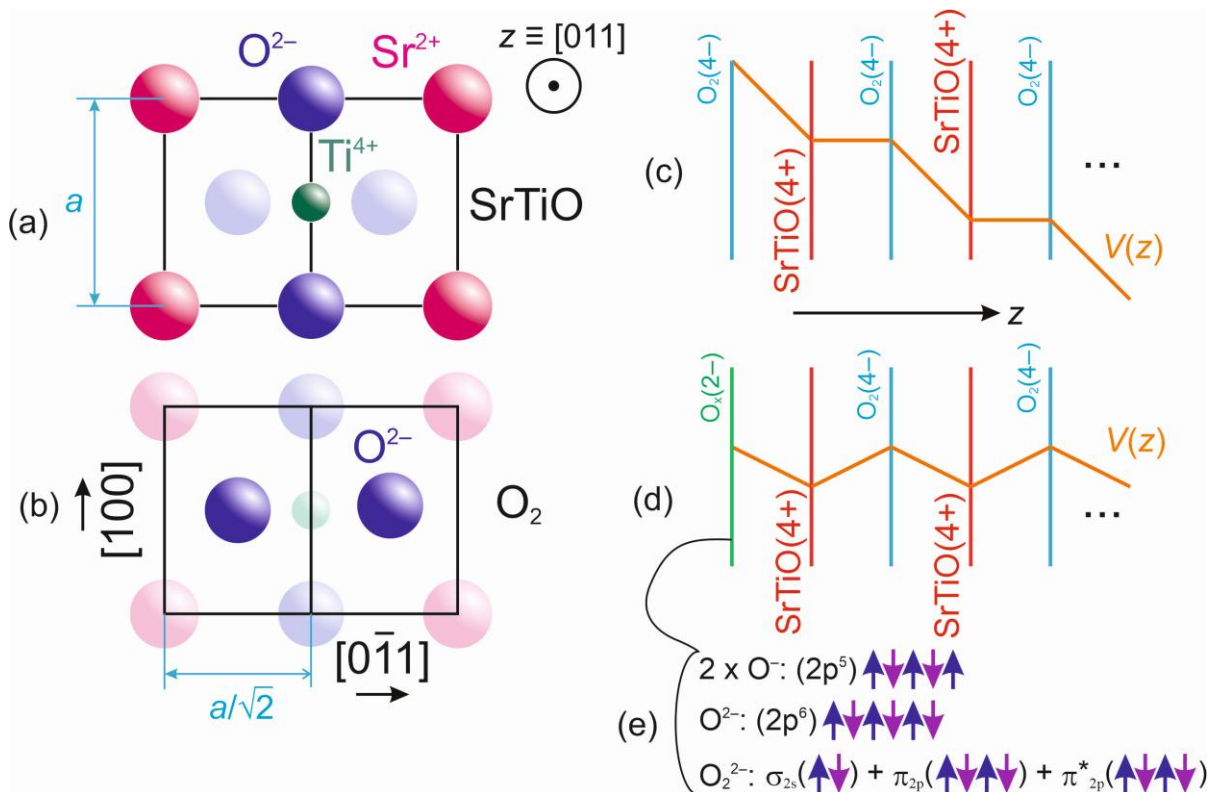 O²⁻
Sr²⁺
z ≡ [011]
Ti⁴⁺
(a)
a
SrTiO
(b)
[100]
O²⁻
O₂
[01̄1]
a/√2
(c)
O₂(4–)
SrTiO(4+)
O₂(4–)
SrTiO(4+)
O₂(4–)
...
V(z)
z
(d)
Oₓ(2–)
SrTiO(4+)
O₂(4–)
SrTiO(4+)
O₂(4–)
V(z)
...
(e)
2 x O⁻: (2p⁵) ↑↓↑↓↑
O²⁻: (2p⁶) ↑↓↑↓↑↓
O₂²⁻: σ₂ₛ(↑↓) + π₂ₚ(↑↓↑↓) + π*₂ₚ(↑↓↑↓)